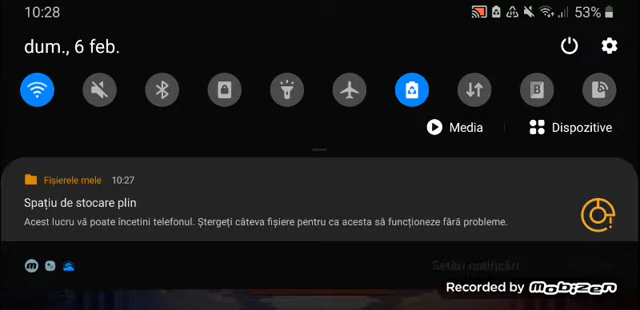 10:28
53%
dum., 6 feb.
B
Media
Dispozitive
Fișierele mele 10:27
Spațiu de stocare plin
Acest lucru vă poate încetini telefonul. Ștergeți câteva fișiere pentru ca acesta să funcționeze fără probleme.
Setări notificări
Recorded by Mobizen